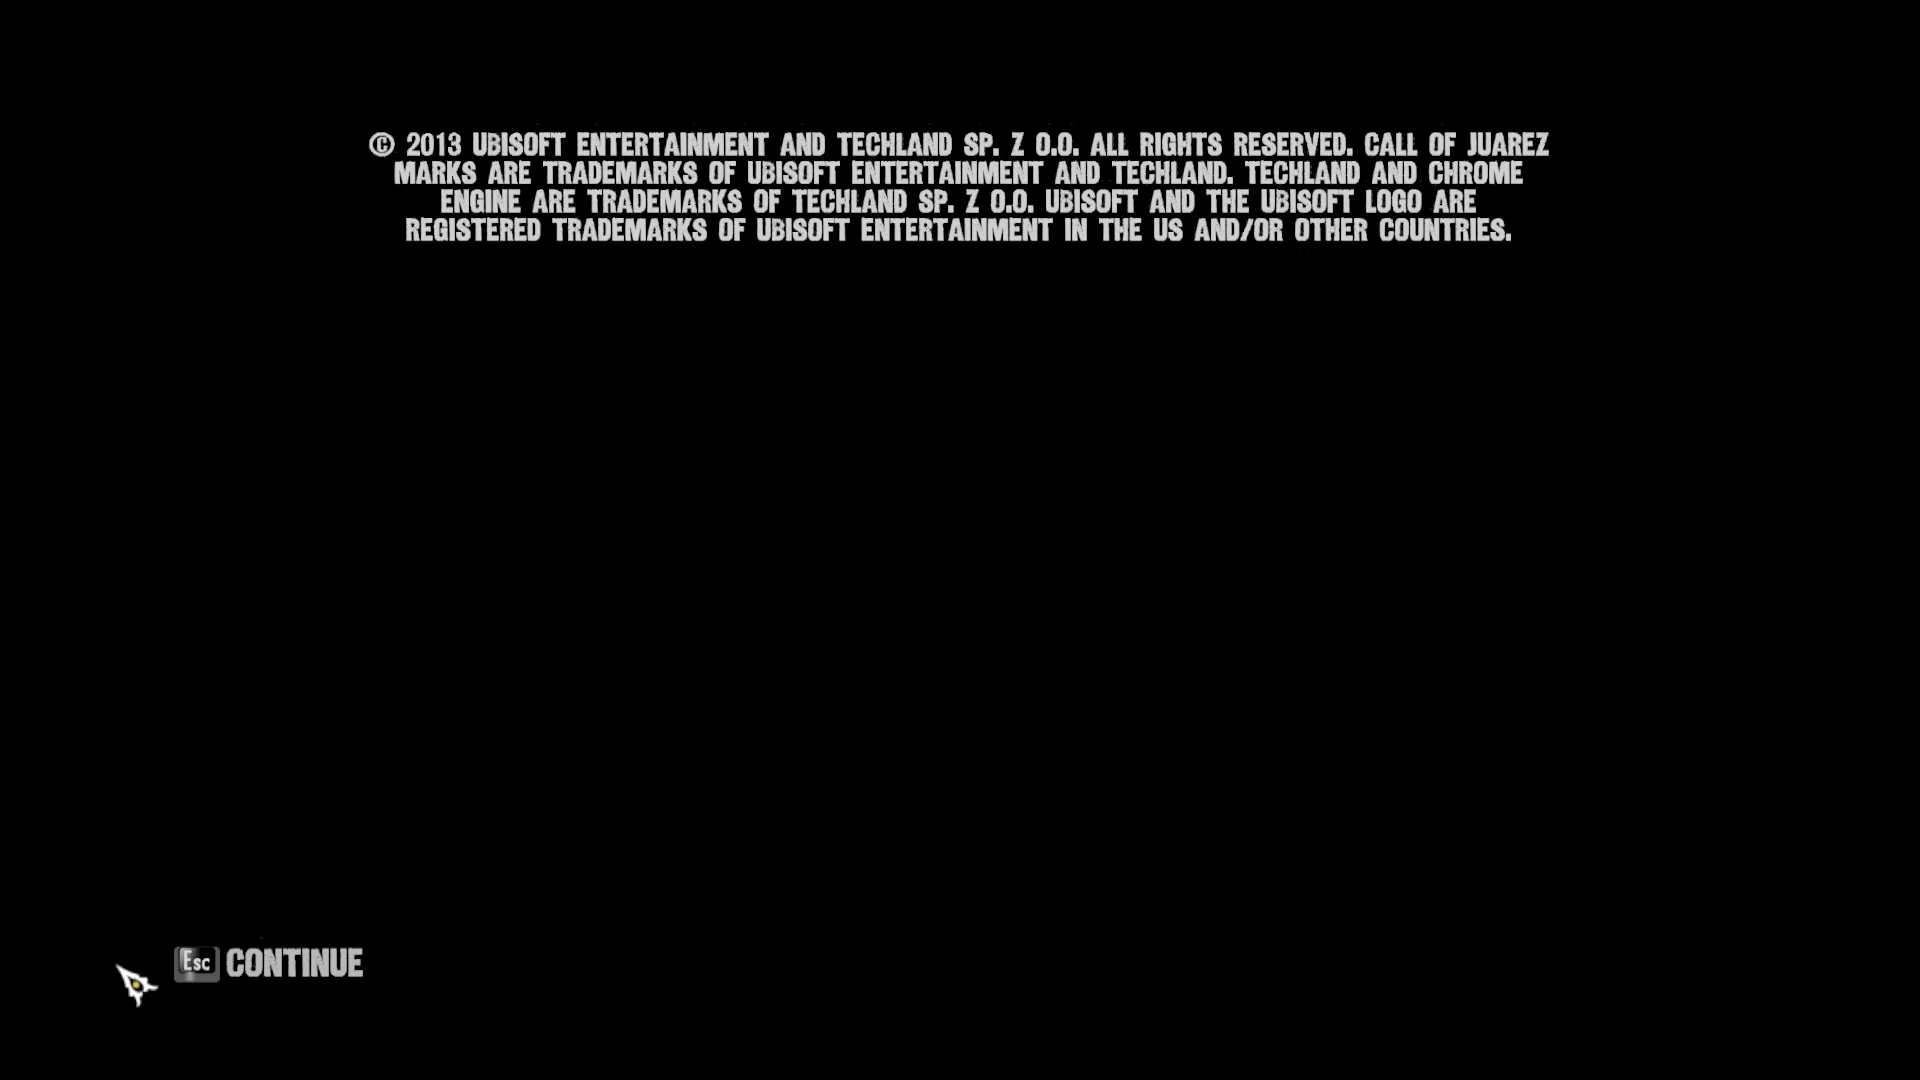 © 2013 UBISOFT ENTERTAINMENT AND TECHLAND SP. Z O.O. ALL RIGHTS RESERVED. CALL OF JUAREZ
MARKS ARE TRADEMARKS OF UBISOFT ENTERTAINMENT AND TECHLAND. TECHLAND AND CHROME
ENGINE ARE TRADEMARKS OF TECHLAND SP. Z O.O. UBISOFT AND THE UBISOFT LOGO ARE
REGISTERED TRADEMARKS OF UBISOFT ENTERTAINMENT IN THE US AND/OR OTHER COUNTRIES.
Esc CONTINUE